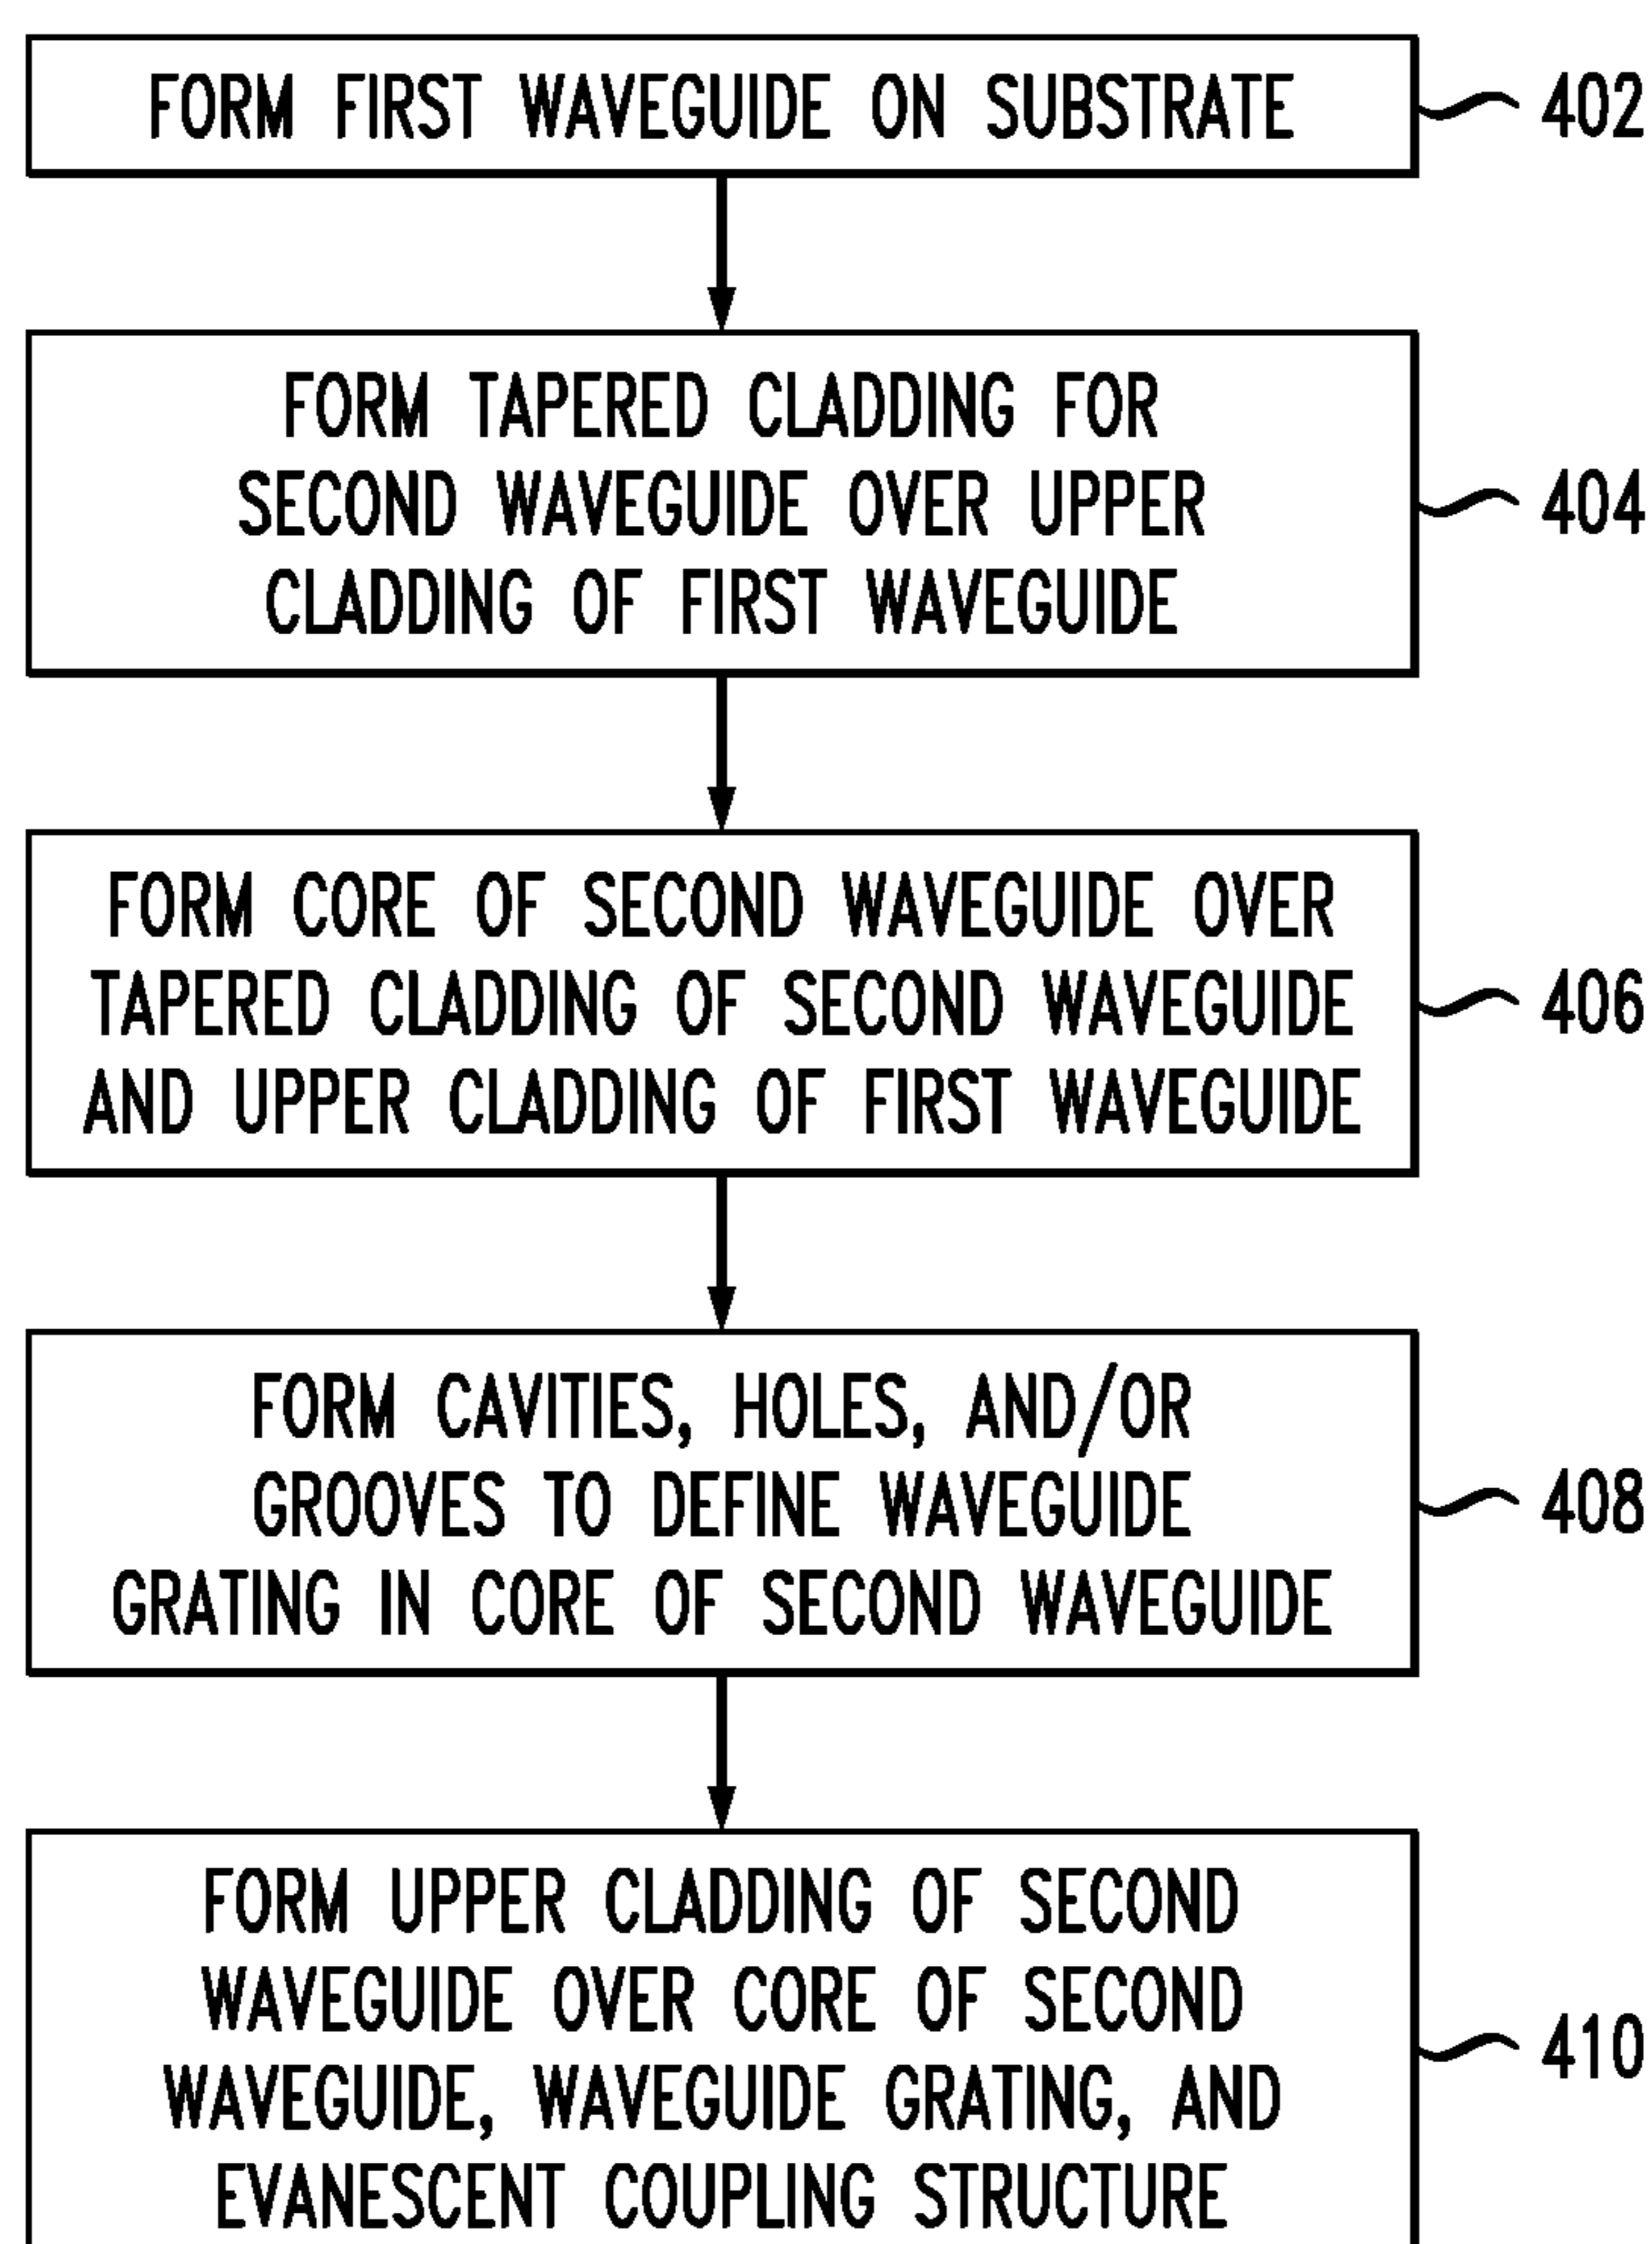 FORM FIRST WAVEGUIDE ON SUBSTRATE
402
FORM TAPERED CLADDING FOR
SECOND WAVEGUIDE OVER UPPER
CLADDING OF FIRST WAVEGUIDE
404
FORM CORE OF SECOND WAVEGUIDE OVER
TAPERED CLADDING OF SECOND WAVEGUIDE
AND UPPER CLADDING OF FIRST WAVEGUIDE
406
FORM CAVITIES, HOLES, AND/OR
GROOVES TO DEFINE WAVEGUIDE
GRATING IN CORE OF SECOND WAVEGUIDE
408
FORM UPPER CLADDING OF SECOND
WAVEGUIDE OVER CORE OF SECOND
WAVEGUIDE, WAVEGUIDE GRATING, AND
EVANESCENT COUPLING STRUCTURE
410